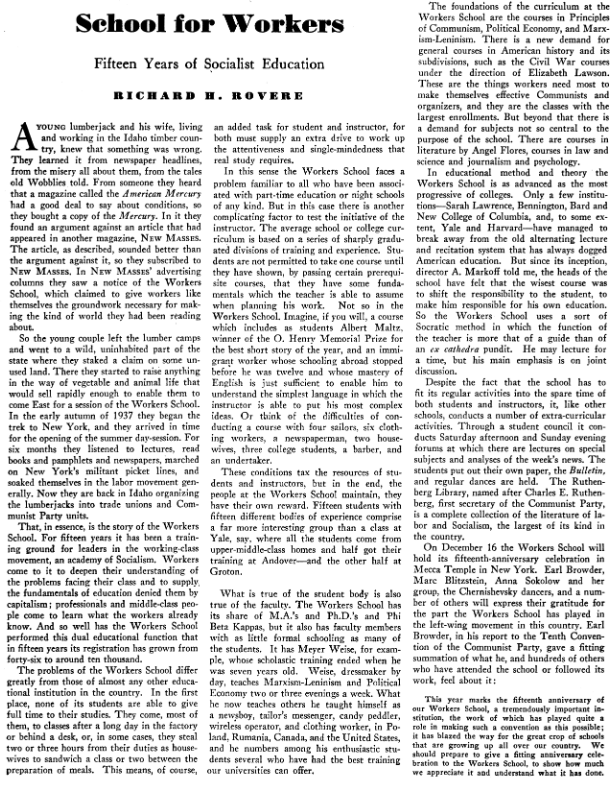 School for Workers
Fifteen Years of Socialist Education
RICHARD H. ROVERE
A YOUNG lumberjack and his wife, living
and working in the Idaho timber coun-
try, knew that something was wrong.
They learned it from newspaper headlines,
from the misery all about them, from the tales
old Wobblies told. From someone they heard
that a magazine called the American Mercury
had a good deal to say about conditions, so
they bought a copy of the Mercury. In it they
found an argument against an article that had
appeared in another magazine, NEW MASSES.
The article, as described, sounded better than
the argument against it, so they subscribed to
NEW MASSES. In NEW MASSES' advertising
columns they saw a notice of the Workers
School, which claimed to give workers like
themselves the groundwork necessary for mak-
ing the kind of world they had been reading
about.
So the young couple left the lumber camps
and went to a wild, uninhabited part of the
state where they staked a claim on some un-
used land. There they started to raise anything
in the way of vegetable and animal life that
would sell rapidly enough to enable them to
come East for a session of the Workers School.
In the early autumn of 1937 they began the
trek to New York, and they arrived in time
for the opening of the summer day-session. For
six months they listened to lectures, read
books and pamphlets and newspapers, marched
on New York's militant picket lines, and
soaked themselves in the labor movement gen-
erally. Now they are back in Idaho organizing
the lumberjacks into trade unions and Com-
munist Party units.
That, in essence, is the story of the Workers
School. For fifteen years it has been a train-
ing ground for leaders in the working-class
movement, an academy of Socialism. Workers
come to it to deepen their understanding of
the problems facing their class and to supply
the fundamentals of education denied them by
capitalism; professionals and middle-class peo-
ple come to learn what the workers already
know. And so well has the Workers School
performed this dual educational function that
in fifteen years its registration has grown from
forty-six to around ten thousand.
The problems of the Workers School differ
greatly from those of almost any other educa-
tional institution in the country. In the first
place, none of its students are able to give
full time to their studies. They come, most of
them, to classes after a long day in the factory
or behind a desk, or, in some cases, they steal
two or three hours from their duties as house-
wives to sandwich a class or two between the
preparation of meals. This means, of course,
an added task for student and instructor, for
both must supply an extra drive to work up
the attentiveness and single-mindedness that
real study requires.
In this sense the Workers School faces a
problem familiar to all who have been associ-
ated with part-time education or night schools
of any kind. But in this case there is another
complicating factor to test the initiative of the
instructor. The average school or college cur-
riculum is based on a series of sharply gradu-
ated divisions of training and experience. Stu-
dents are not permitted to take one course until
they have shown, by passing certain prerequi-
site courses, that they have some funda-
mentals which the teacher is able to assume
when planning his work. Not so in the
Workers School. Imagine, if you will, a course
which includes as students Albert Maltz,
winner of the O. Henry Memorial Prize for
the best short story of the year, and an immi-
grant worker whose schooling abroad stopped
before he was twelve and whose mastery of
English is just sufficient to enable him to
understand the simplest language in which the
instructor is able to put his most complex
ideas. Or think of the difficulties of con-
ducting a course with four sailors, six cloth-
ing workers, a newspaperman, two house-
wives, three college students, a barber, and
an undertaker.
These conditions tax the resources of stu-
dents and instructors, but in the end, the
people at the Workers School maintain, they
have their own reward. Fifteen students with
fifteen different bodies of experience comprise
a far more interesting group than a class at
Yale, say, where all the students come from
upper-middle-class homes and half got their
training at Andover—and the other half at
Groton.
What is true of the student body is also
true of the faculty. The Workers School has
its share of M.A.'s and Ph.D.'s and Phi
Beta Kappas, but it also has faculty members
with as little formal schooling as many of
the students. It has Meyer Weise, for exam-
ple, whose scholastic training ended when he
was seven years old. Weise, dressmaker by
day, teaches Marxism-Leninism and Political
Economy two or three evenings a week. What
he now teaches others he taught himself as
a newsboy, tailor's messenger, candy peddler,
wireless operator, and clothing worker, in Po-
land, Rumania, Canada, and the United States,
and he numbers among his enthusiastic stu-
dents several who have had the best training
our universities can offer.
The foundations of the curriculum at the
Workers School are the courses in Principles
of Communism, Political Economy, and Marx-
ism-Leninism. There is a new demand for
general courses in American history and its
subdivisions, such as the Civil War courses
under the direction of Elizabeth Lawson.
These are the things workers need most to
make themselves effective Communists and
organizers, and they are the classes with the
largest enrollments. But beyond that there is
a demand for subjects not so central to the
purpose of the school. There are courses in
literature by Angel Flores, courses in law and
science and journalism and psychology.
In educational method and theory the
Workers School is as advanced as the most
progressive of colleges. Only a few institu-
tions—Sarah Lawrence, Bennington, Bard and
New College of Columbia, and, to some ex-
tent, Yale and Harvard—have managed to
break away from the old alternating lecture
and recitation system that has always dogged
American education. But since its inception,
director A. Markoff told me, the heads of the
school have felt that the wisest course was
to shift the responsibility to the student, to
make him responsible for his own education.
So the Workers School uses a sort of
Socratic method in which the function of
the teacher is more that of a guide than of
an ex cathedra pundit. He may lecture for
a time, but his main emphasis is on joint
discussion.
Despite the fact that the school has to
fit its regular activities into the spare time of
both students and instructors, it, like other
schools, conducts a number of extra-curricular
activities. Through a student council it con-
ducts Saturday afternoon and Sunday evening
forums at which there are lectures on special
subjects and analyses of the week's news. The
students put out their own paper, the Bulletin,
and regular dances are held. The Ruthen-
berg Library, named after Charles E. Ruthen-
berg, first secretary of the Communist Party,
is a complete collection of the literature of la-
bor and Socialism, the largest of its kind in
the country.
On December 16 the Workers School will
hold its fifteenth-anniversary celebration in
Mecca Temple in New York. Earl Browder,
Marc Blitzstein, Anna Sokolow and her
group, the Chernishevsky dancers, and a num-
ber of others will express their gratitude for
the part the Workers School has played in
the left-wing movement in this country. Earl
Browder, in his report to the Tenth Conven-
tion of the Communist Party, gave a fitting
summation of what he, and hundreds of others
who have attended the school or followed its
work, feel about it:
This year marks the fifteenth anniversary of
our Workers School, a tremendously important in-
stitution, the work of which has played quite a
role in making such a convention as this possible;
it has blazed the way for the great crop of schools
that are growing up all over our country. We
should prepare to give a fitting anniversary cele-
bration to the Workers School, to show how much
we appreciate it and understand what it has done.